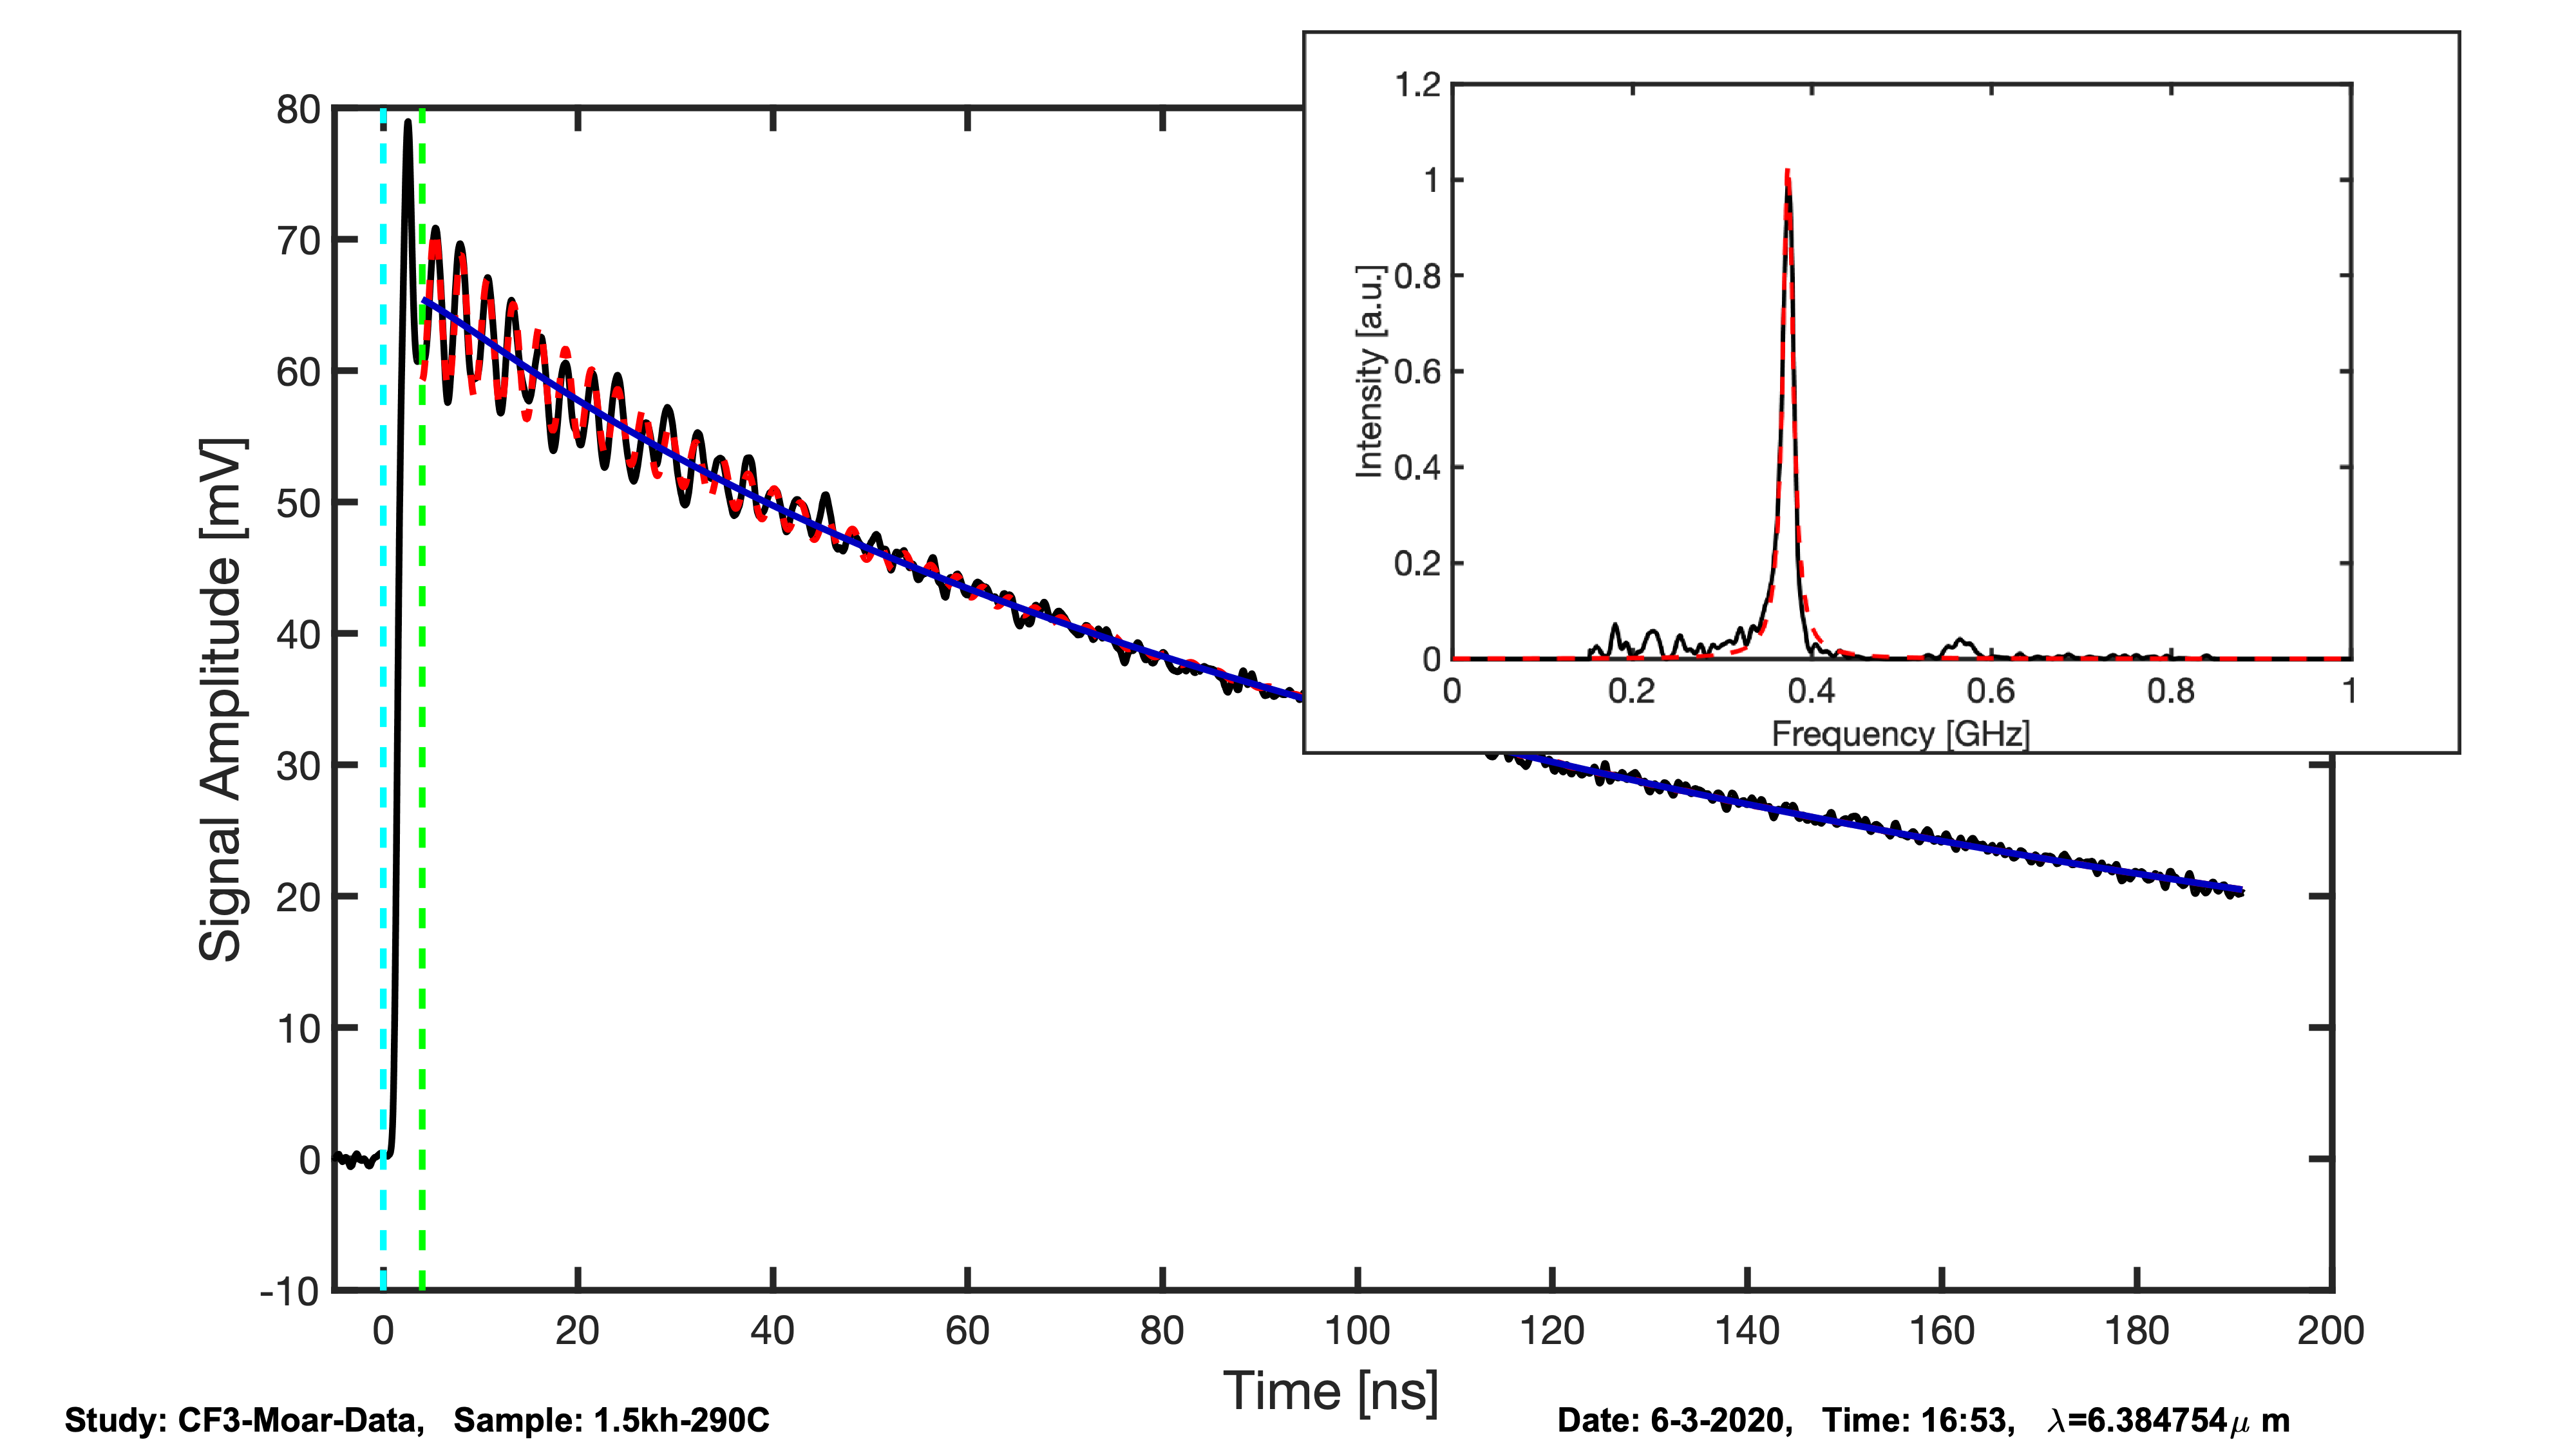 80
70
60
50
40
30
20
10
0
-10
Signal Amplitude [mV]
0 20 40 60 80 100 120 140 160 180 200
Time [ns]
1.2
1
0.8
0.6
0.4
0.2
0
Intensity [a.u.]
0 0.2 0.4 0.6 0.8 1
Frequency [GHz]
Study: CF3-Moar-Data, Sample: 1.5kh-290C
Date: 6-3-2020, Time: 16:53, λ=6.384754μ m